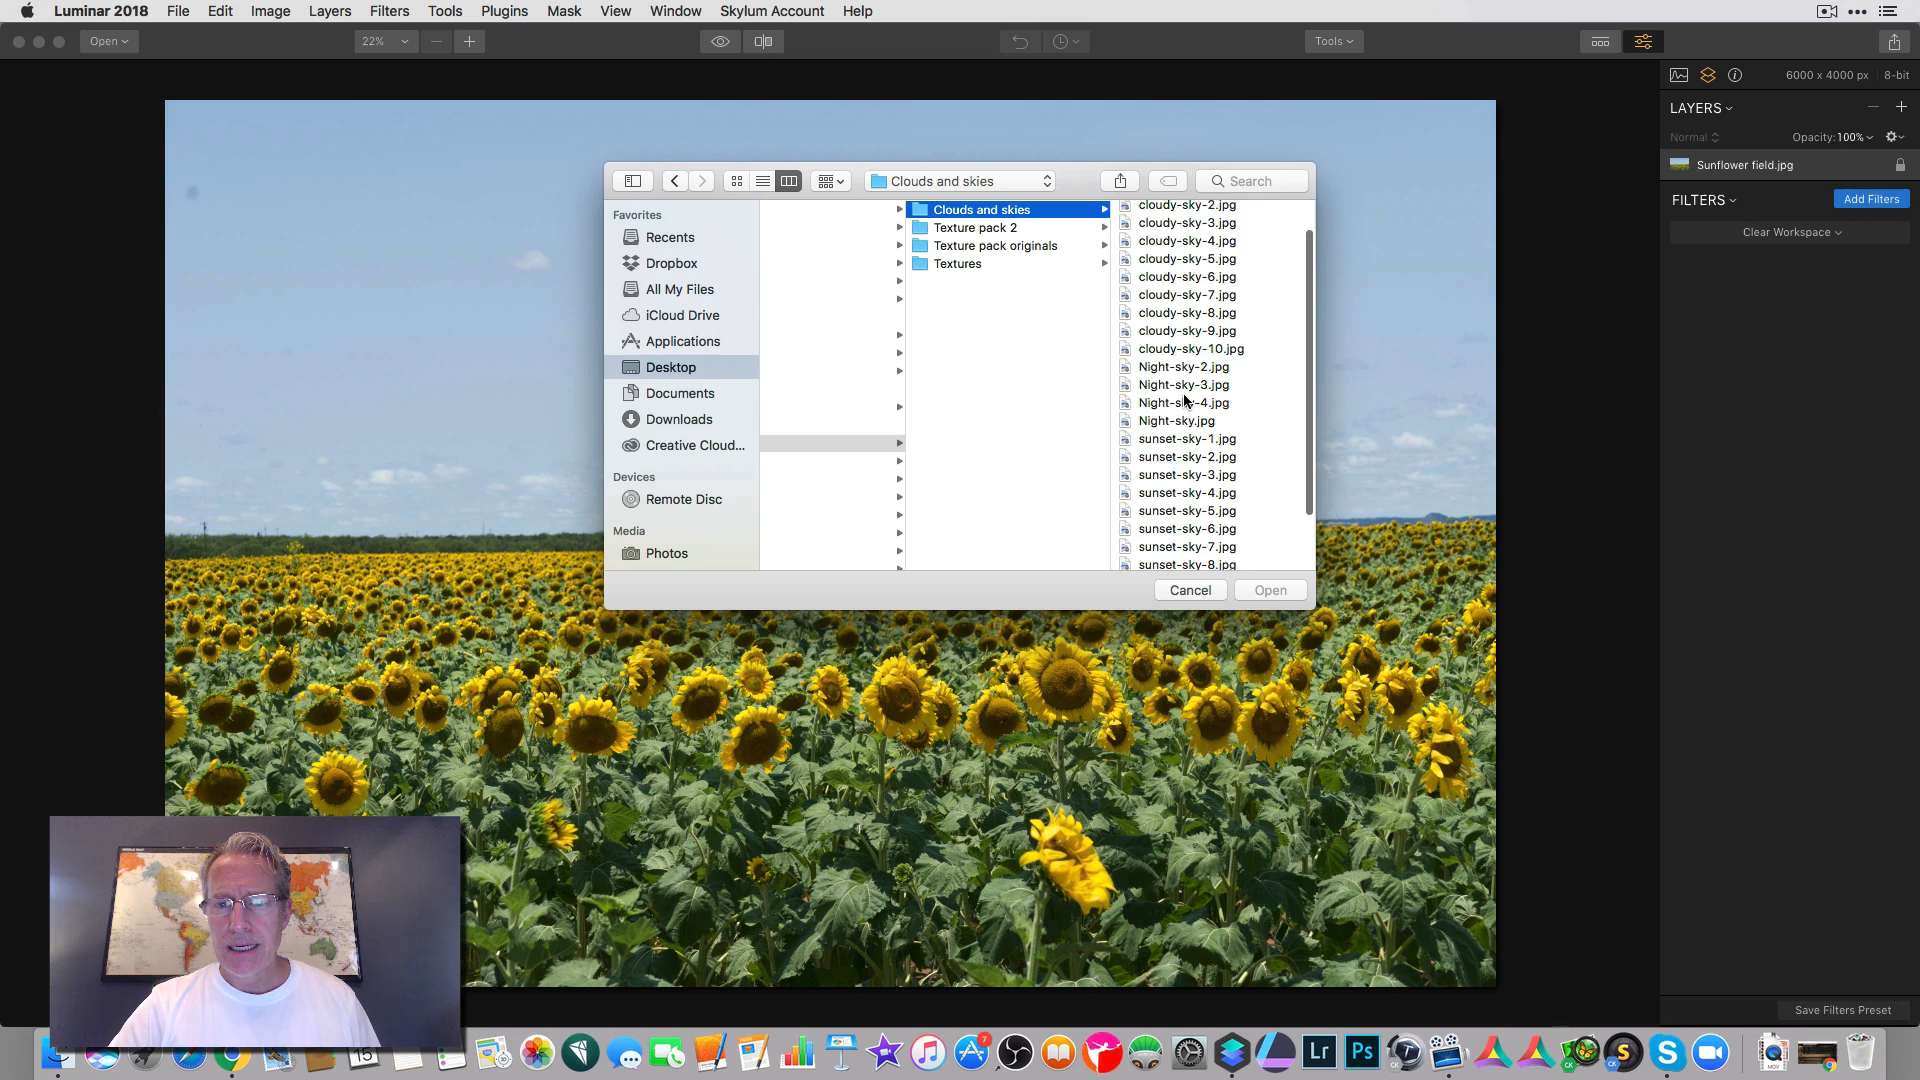 Luminar 2018 File Edit Image Layers Filters Tools Plugins Mask View Window Skylum Account Help
Open 22% Tools
6000 x 4000 px 8-bit
LAYERS
Normal Opacity: 100%
Sunflower field.jpg
FILTERS Add Filters
Clear Workspace
Save Filters Preset
Clouds and skies Search
Favorites
Recents
Dropbox
All My Files
iCloud Drive
Applications
Desktop
Documents
Downloads
Creative Cloud...
Devices
Remote Disc
Media
Photos
Clouds and skies
Texture pack 2
Texture pack originals
Textures
cloudy-sky-2.jpg
cloudy-sky-3.jpg
cloudy-sky-4.jpg
cloudy-sky-5.jpg
cloudy-sky-6.jpg
cloudy-sky-7.jpg
cloudy-sky-8.jpg
cloudy-sky-9.jpg
cloudy-sky-10.jpg
Night-sky-2.jpg
Night-sky-3.jpg
Night-sky-4.jpg
Night-sky.jpg
sunset-sky-1.jpg
sunset-sky-2.jpg
sunset-sky-3.jpg
sunset-sky-4.jpg
sunset-sky-5.jpg
sunset-sky-6.jpg
sunset-sky-7.jpg
sunset-sky-8.jpg
Cancel Open
15 7 Lr Ps